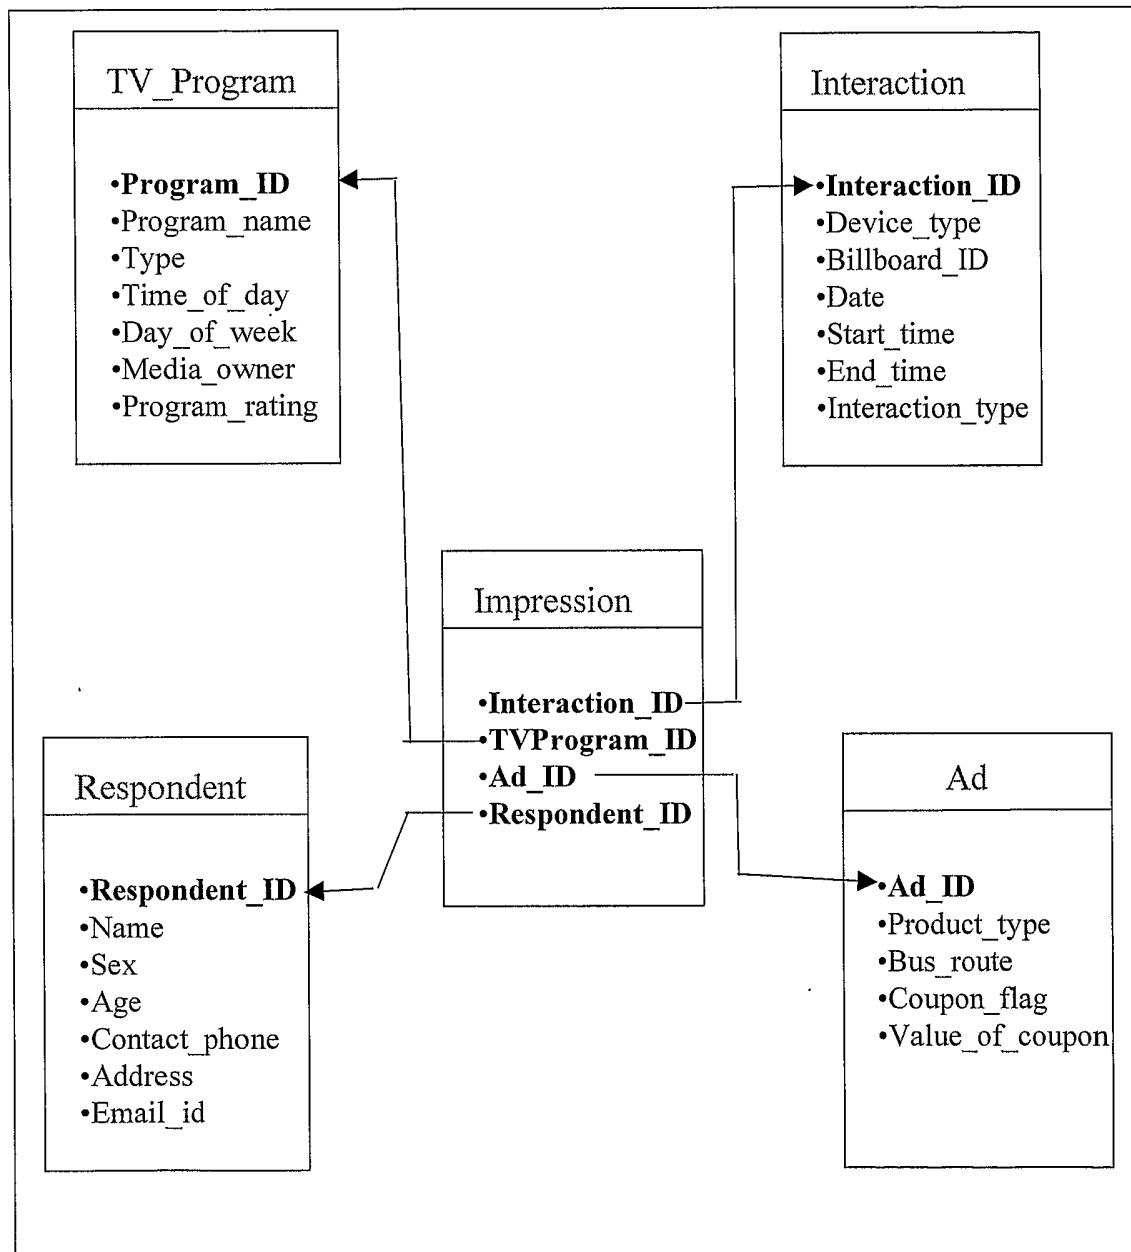 TV_Program
•Program_ID
•Program_name
•Type
•Time_of_day
•Day_of_week
•Media_owner
•Program_rating
Interaction
•Interaction_ID
•Device_type
•Billboard_ID
•Date
•Start_time
•End_time
•Interaction_type
Impression
•Interaction_ID
•TVProgram_ID
•Ad_ID
•Respondent_ID
Respondent
•Respondent_ID
•Name
•Sex
•Age
•Contact_phone
•Address
•Email_id
Ad
•Ad_ID
•Product_type
•Bus_route
•Coupon_flag
•Value_of_coupon